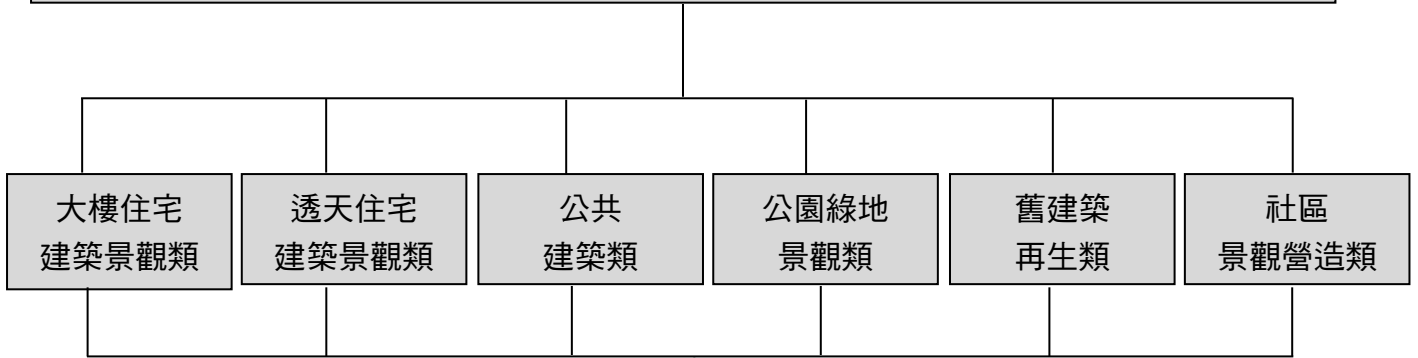 大樓住宅
建築景觀類
透天住宅
建築景觀類
公共
建築類
公園綠地
景觀類
舊建築
再生類
社區
景觀營造類